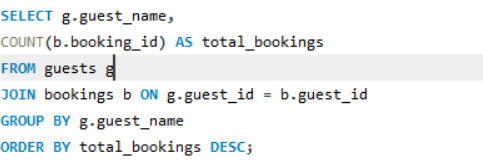 SELECT g.guest_name,
COUNT(b.booking_id) AS total_bookings
FROM guests g
JOIN bookings b ON g.guest_id = b.guest_id
GROUP BY g.guest_name
ORDER BY total_bookings DESC;